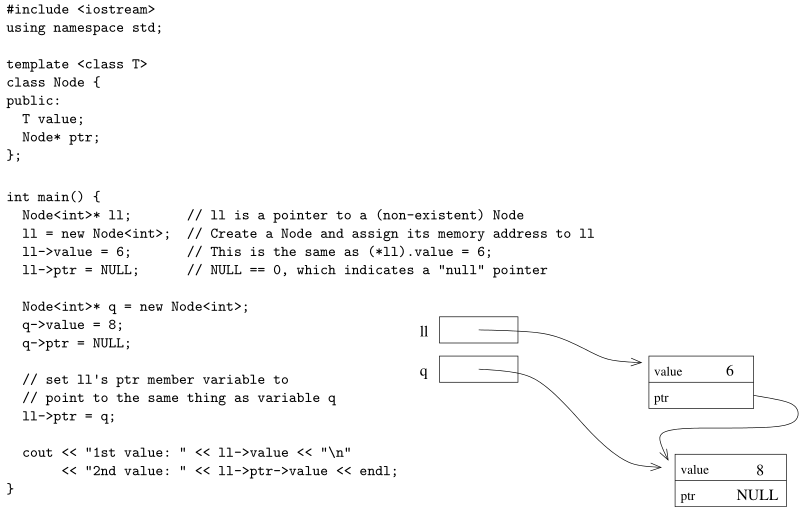 #include <iostream>
using namespace std;
template <class T>
class Node {
public:
T value;
Node* ptr;
};
int main() {
Node<int>* ll; // ll is a pointer to a (non-existent) Node
ll = new Node<int>; // Create a Node and assign its memory address to ll
ll->value = 6; // This is the same as (*ll).value = 6;
ll->ptr = NULL; // NULL == 0, which indicates a "null" pointer
Node<int>* q = new Node<int>;
q->value = 8;
q->ptr = NULL;
// set ll's ptr member variable to
// point to the same thing as variable q
ll->ptr = q;
cout << "1st value: " << ll->value << "\n"
<< "2nd value: " << ll->ptr->value << endl;
}
ll
q
value 6
ptr
value 8
ptr NULL